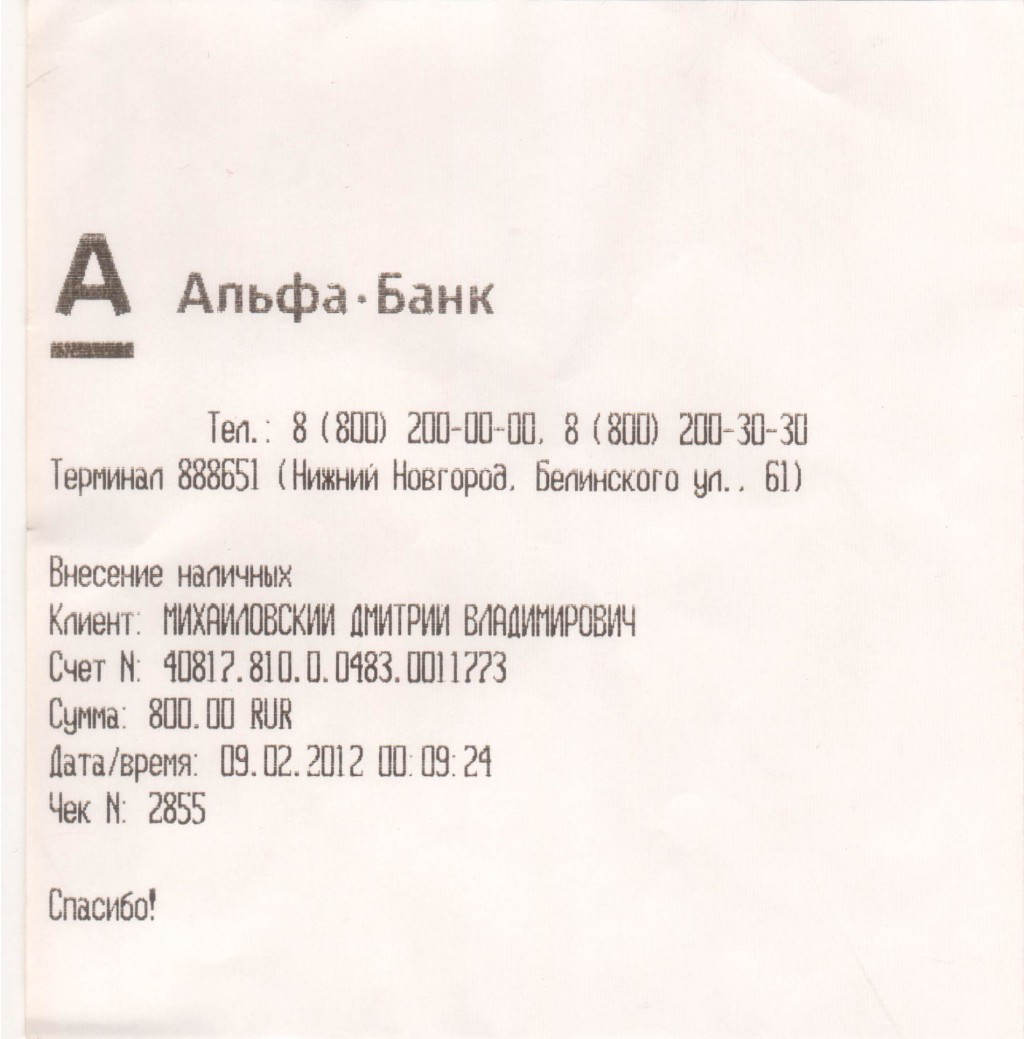 А Альфа·Банк
Тел.: 8 (800) 200-00-00, 8 (800) 200-30-30
Терминал 888651 (Нижний Новгород, Белинского ул., 61)
Внесение наличных
Клиент: МИХАИЛОВСКИИ ДМИТРИИ ВЛАДИМИРОВИЧ
Счет N: 40817.810.0.0483.0011773
Сумма: 800.00 RUR
Дата/время: 09.02.2012 00:09:24
Чек N: 2855
Спасибо!